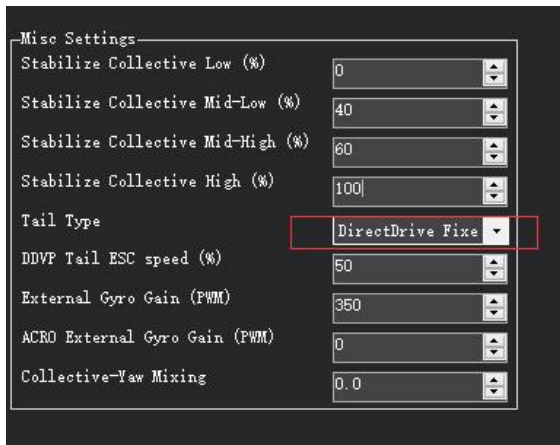 Misc Settings
Stabilize Collective Low (%) 0
Stabilize Collective Mid-Low (%) 40
Stabilize Collective Mid-High (%) 60
Stabilize Collective High (%) 100
Tail Type DirectDrive Fixe
DDVP Tail ESC speed (%) 50
External Gyro Gain (PWM) 350
ACRO External Gyro Gain (PWM) 0
Collective-Yaw Mixing 0.0